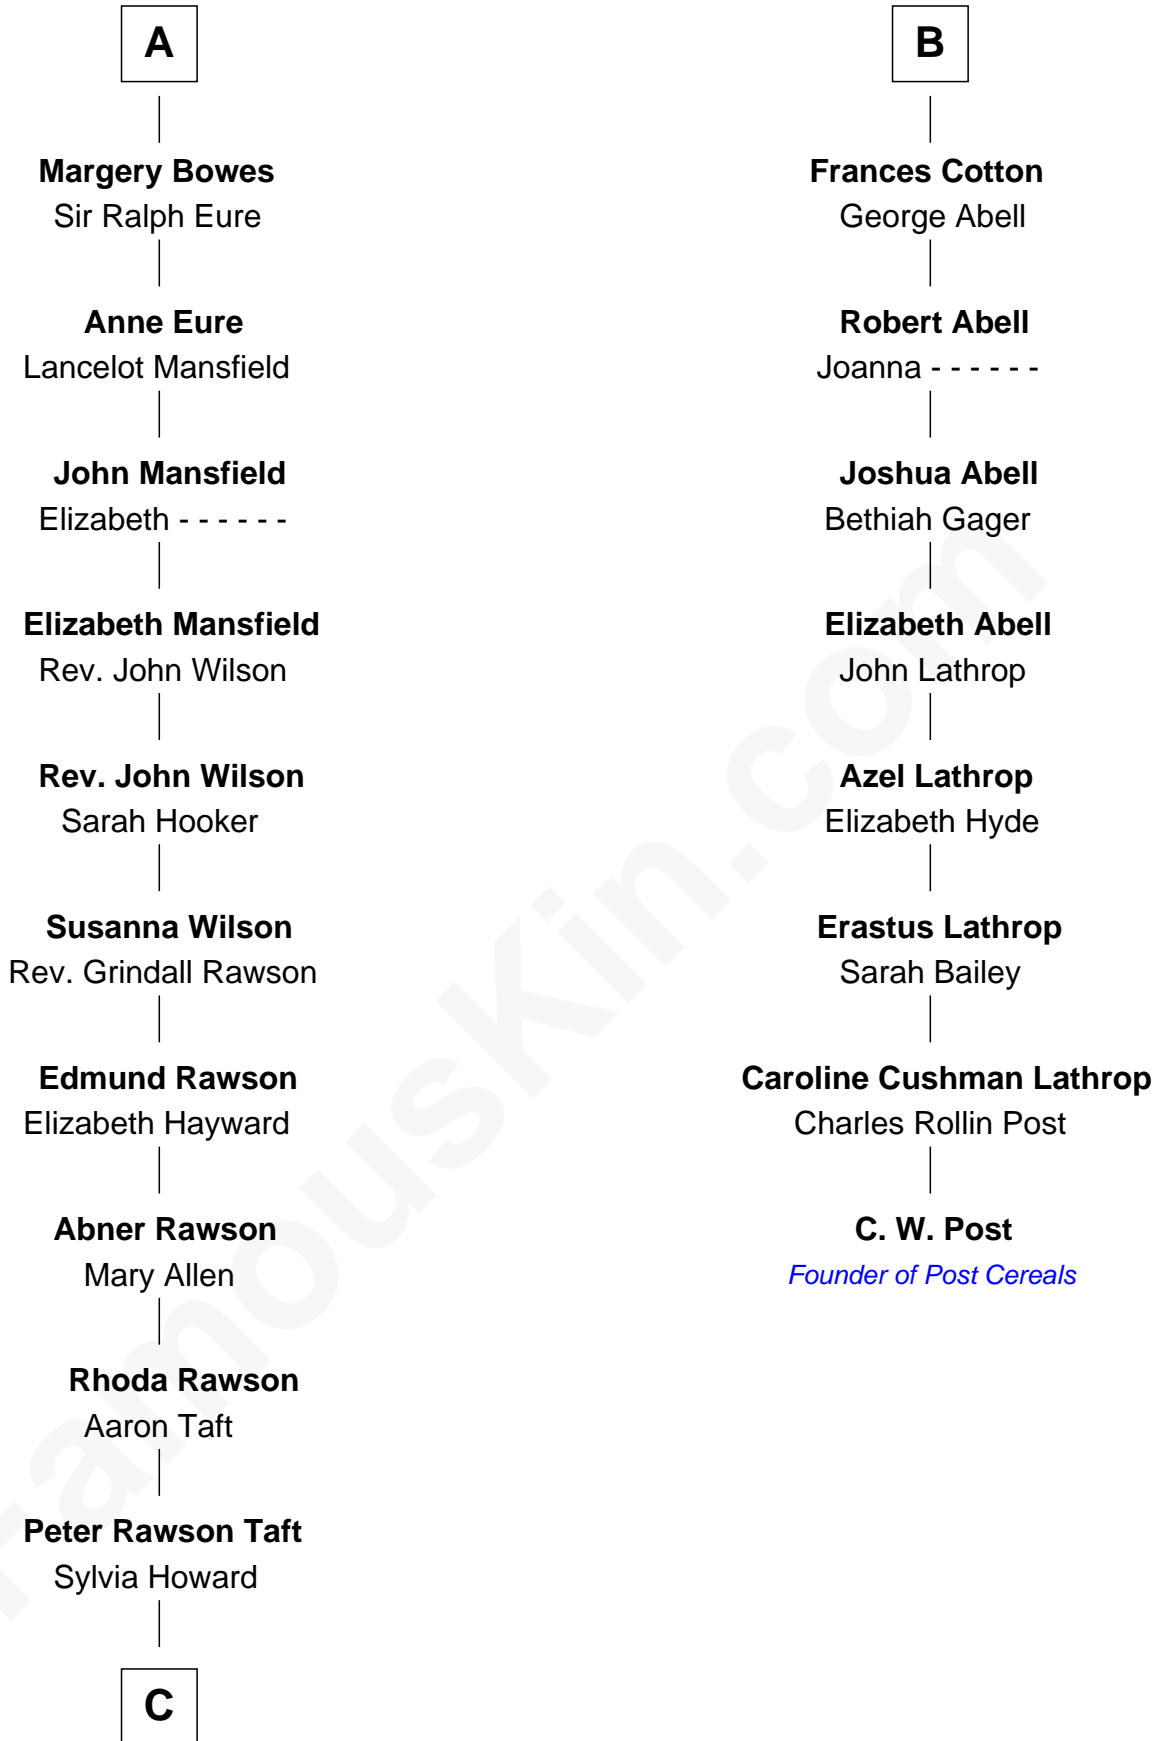 A
Margery Bowes
Sir Ralph Eure
Anne Eure
Lancelot Mansfield
John Mansfield
Elizabeth - - - - - -
Elizabeth Mansfield
Rev. John Wilson
Rev. John Wilson
Sarah Hooker
Susanna Wilson
Rev. Grindall Rawson
Edmund Rawson
Elizabeth Hayward
Abner Rawson
Mary Allen
Rhoda Rawson
Aaron Taft
Peter Rawson Taft
Sylvia Howard
C
B
Frances Cotton
George Abell
Robert Abell
Joanna - - - - - -
Joshua Abell
Bethiah Gager
Elizabeth Abell
John Lathrop
Azel Lathrop
Elizabeth Hyde
Erastus Lathrop
Sarah Bailey
Caroline Cushman Lathrop
Charles Rollin Post
C. W. Post
Founder of Post Cereals
FamousKin.com